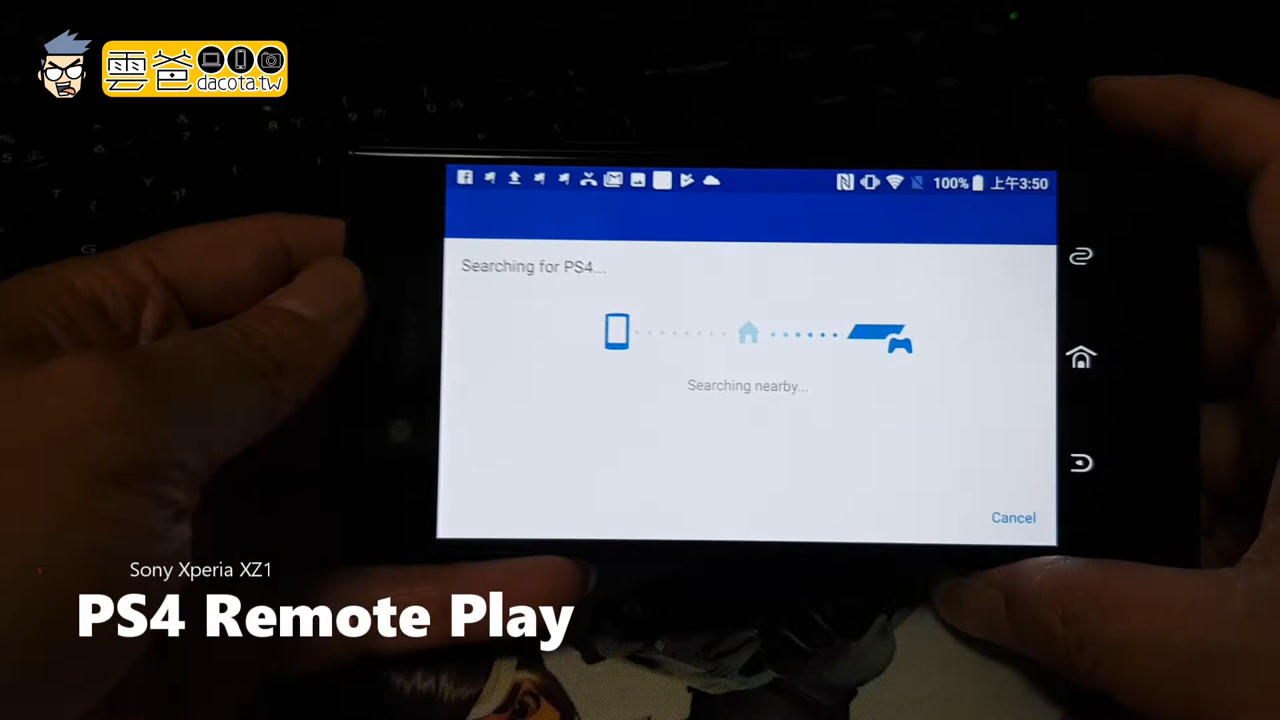 雲爸
dacota.tw
100% 上午3:50
Searching for PS4...
Searching nearby...
Cancel
Sony Xperia XZ1
PS4 Remote Play